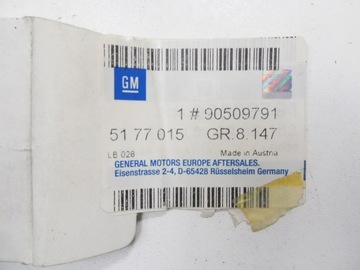 GM
1 # 90509791
51 77 015 GR.8.147
LB 028 Made in Austria
GENERAL MOTORS EUROPE AFTERSALES.
Eisenstrasse 2-4, D-65428 Rüsselsheim Germany